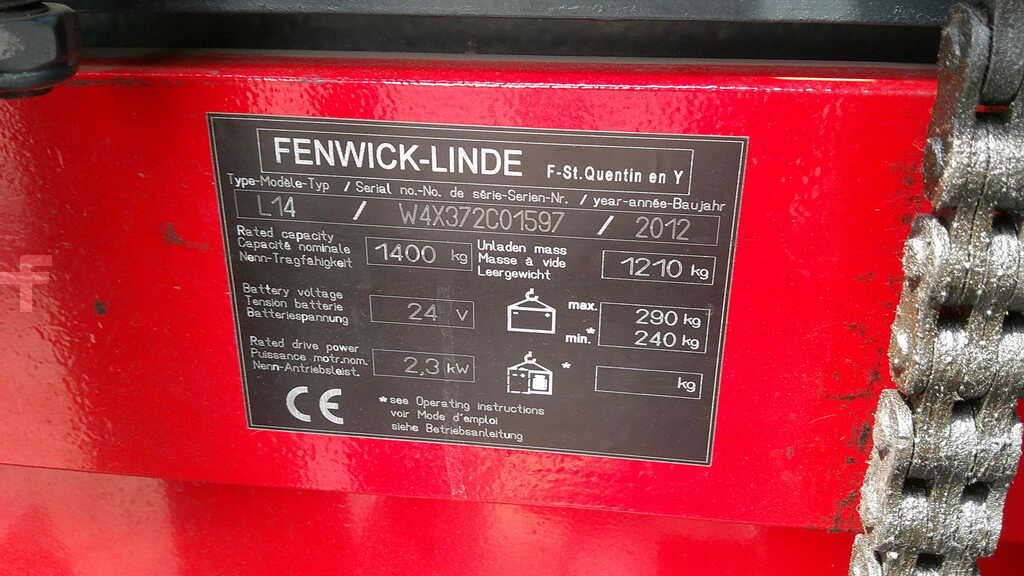 FENWICK-LINDE F-St.Quentin en Y
Type-Modèle-Typ / Serial no.-No. de série-Serien-Nr. / year-année-Baujahr
L14 / W4X372C01597 / 2012
Rated capacity
Capacité nominale
Nenn-Tragfähigkeit
1400 kg
Unladen mass
Masse à vide
Leergewicht
1210 kg
Battery voltage
Tension batterie
Batteriespannung
24 V
max. 290 kg
min.* 240 kg
Rated drive power
Puissance motr.nom.
Nenn-Antriebsleist.
2,3 kW
* kg
CE
*see Operating instructions
voir Mode d'emploi
siehe Betriebsanleitung